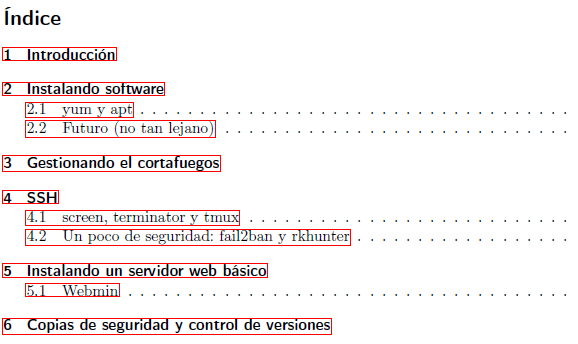 Índice
1 Introducción
2 Instalando software
2.1 yum y apt . . . . . . . . . . . . . . . . . . . . . . . . . . . . . . . . . . . . .
2.2 Futuro (no tan lejano) . . . . . . . . . . . . . . . . . . . . . . . . . . . . . .
3 Gestionando el cortafuegos
4 SSH
4.1 screen, terminator y tmux . . . . . . . . . . . . . . . . . . . . . . . . . . . .
4.2 Un poco de seguridad: fail2ban y rkhunter . . . . . . . . . . . . . . . . . .
5 Instalando un servidor web básico
5.1 Webmin . . . . . . . . . . . . . . . . . . . . . . . . . . . . . . . . . . . . . .
6 Copias de seguridad y control de versiones